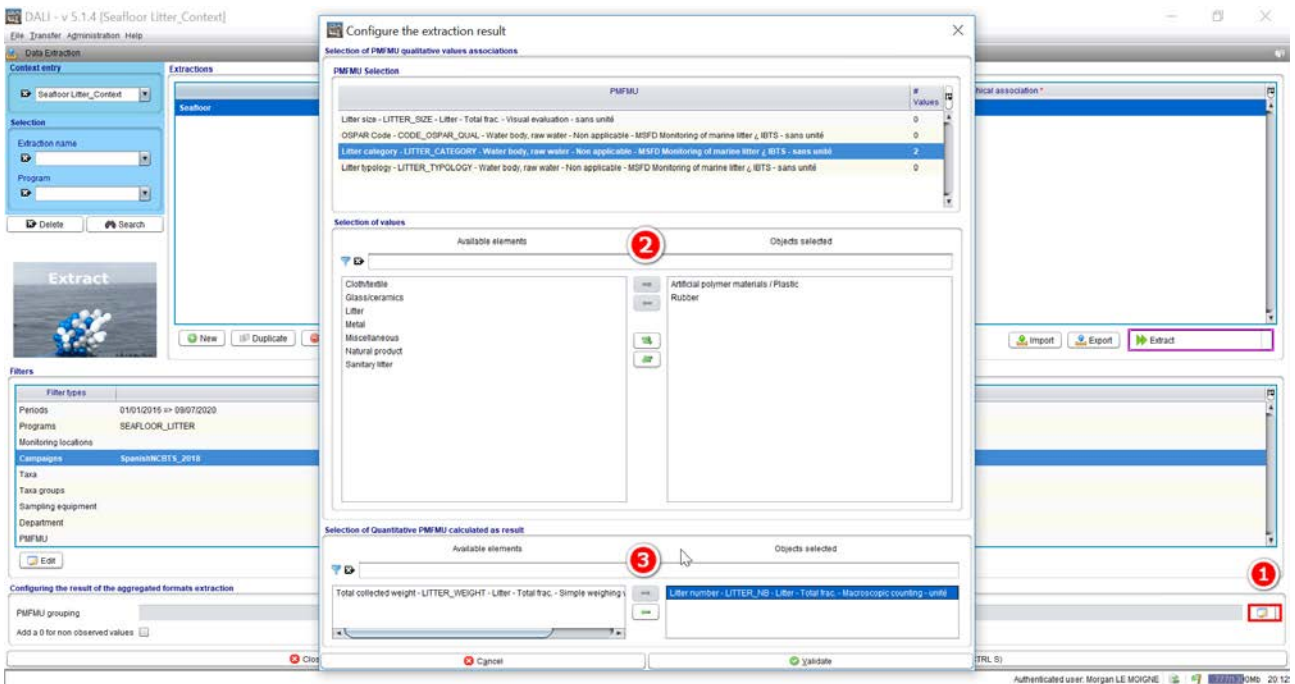 DALI - v 5.1.4 [Seafloor Litter_Context]
File Transfer Administration Help
Data Extraction
Context entry
Seafloor Litter_Context
Selection
Extraction name
Program
Delete
Search
Extract
Extractions
Seafloor
New
Duplicate
Configure the extraction result
Selection of PMFMU qualitative values associations
PMFMU Selection
PMFMU
# Values
Litter size - LITTER_SIZE - Litter - Total frac. - Visual evaluation - sans unité 0
OSPAR Code - CODE_OSPAR_QUAL - Water body, raw water - Non applicable - MSFD Monitoring of marine litter ¿ IBTS - sans unité 0
Litter category - LITTER_CATEGORY - Water body, raw water - Non applicable - MSFD Monitoring of marine litter ¿ IBTS - sans unité 2
Litter typology - LITTER_TYPOLOGY - Water body, raw water - Non applicable - MSFD Monitoring of marine litter ¿ IBTS - sans unité 0
Selection of values
Available elements
2
Objects selected
Cloth/textile
Glass/ceramics
Litter
Metal
Miscellaneous
Natural product
Sanitary litter
Artificial polymer materials / Plastic
Rubber
Selection of Quantitative PMFMU calculated as result
Available elements
3
Objects selected
Total collected weight - LITTER_WEIGHT - Litter - Total frac. - Simple weighing
Litter number - LITTER_NB - Litter - Total frac. - Macroscopic counting - unité
Cancel
Validate
hical association *
Import
Export
Extract
Filters
Filter types
Periods 01/01/2015 => 09/07/2020
Programs SEAFLOOR_LITTER
Monitoring locations
Campaigns SpanishNCBTS_2018
Taxa
Taxa groups
Sampling equipment
Department
PMFMU
Edit
Configuring the result of the aggregated formats extraction
1
PMFMU grouping
Add a 0 for non observed values
Clos
TRL S)
Authenticated user: Morgan LE MOIGNE
20:12